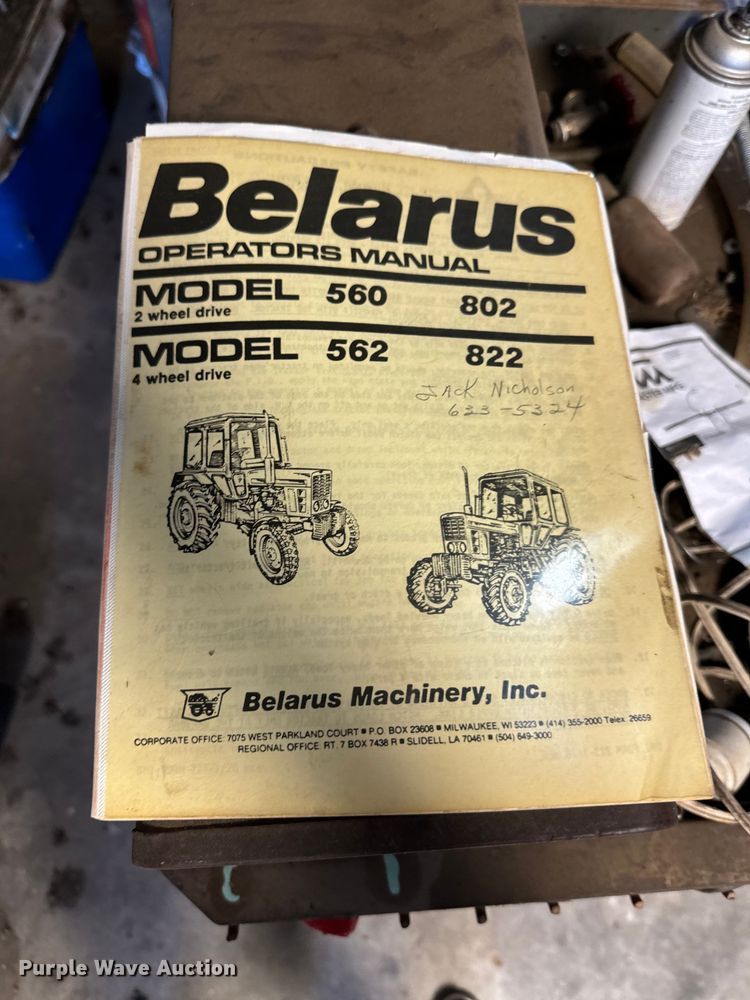 Belarus
OPERATORS MANUAL
MODEL 560 802
2 wheel drive
MODEL 562 822
4 wheel drive
JACK Nicholson
633-5324
Belarus Machinery, Inc.
CORPORATE OFFICE 7075 WEST PARKLAND COURT ■ P.O. BOX 23608 ■ MILWAUKEE, WI 53223 ■ (414) 355-2000 Telex 26659
REGIONAL OFFICE: RT. 7 BOX 7438 R ■ SLIDELL, LA 70461 ■ (504) 649-3000
Purple Wave Auction